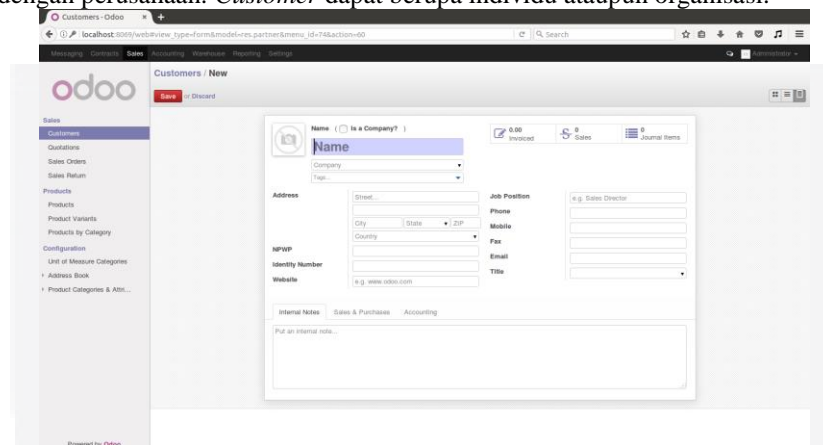 dengan perusahaan. Customer dapat berupa individu ataupun organisasi.
Customers - Odoo
localhost:8069/web#view_type=form&model=res.partner&menu_id=74&action=60
Search
Messaging Contracts Sales Accounting Warehouse Reporting Settings
Administrator
odoo
Customers / New
Save or Discard
Sales
Customers
Quotations
Sales Orders
Sales Return
Products
Products
Product Variants
Products by Category
Configuration
Unit of Measure Categories
Address Book
Product Categories & Attri...
Powered by Odoo
Name ( Is a Company? )
Name
Company
Tags...
0.00 Invoiced
0 Sales
0 Journal Items
Address
Street...
City State ZIP
Country
NPWP
Identity Number
Website
e.g. www.odoo.com
Job Position
e.g. Sales Director
Phone
Mobile
Fax
Email
Title
Internal Notes Sales & Purchases Accounting
Put an internal note...